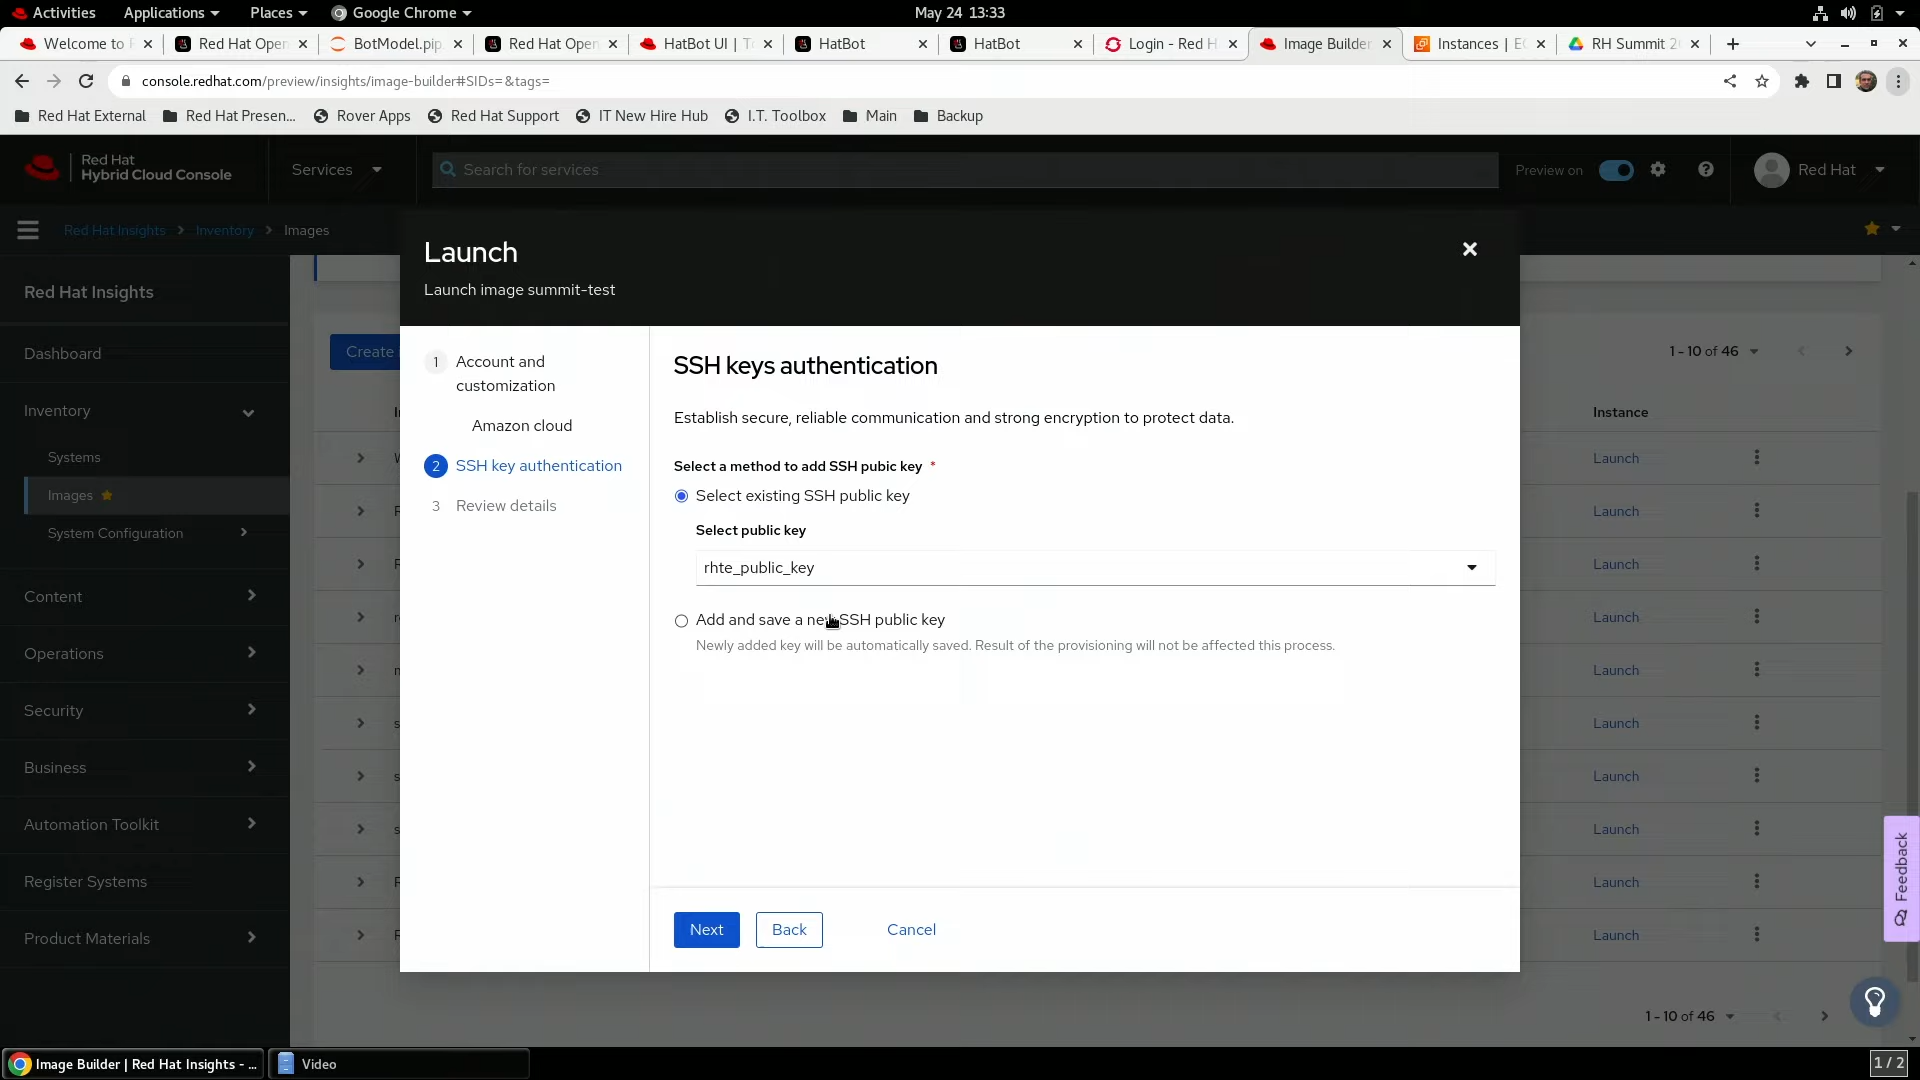 Activities
Applications
Places
Google Chrome
May 24 13:33
Welcome to R
Red Hat Open
BotModel.pip
Red Hat Open
HatBot UI | To
HatBot
HatBot
Login - Red H
Image Builder
Instances | EC
RH Summit 2
console.redhat.com/preview/insights/image-builder#SIDs=&tags=
Red Hat External
Red Hat Presen...
Rover Apps
Red Hat Support
IT New Hire Hub
I.T. Toolbox
Main
Backup
Red Hat
Hybrid Cloud Console
Services
Search for services
Preview on
Red Hat
Red Hat Insights
Inventory
Images
Red Hat Insights
Dashboard
Inventory
Systems
Images
System Configuration
Content
Operations
Security
Business
Automation Toolkit
Register Systems
Product Materials
Create
1 - 10 of 46
Instance
Launch
Launch
Launch
Launch
Launch
Launch
Launch
Launch
Launch
Launch
1 - 10 of 46
Launch
Launch image summit-test
1 Account and
customization
Amazon cloud
2 SSH key authentication
3 Review details
SSH keys authentication
Establish secure, reliable communication and strong encryption to protect data.
Select a method to add SSH pubic key *
Select existing SSH public key
Select public key
rhte_public_key
Add and save a new SSH public key
Newly added key will be automatically saved. Result of the provisioning will not be affected this process.
Next
Back
Cancel
Feedback
Image Builder | Red Hat Insights - ...
Video
1 / 2